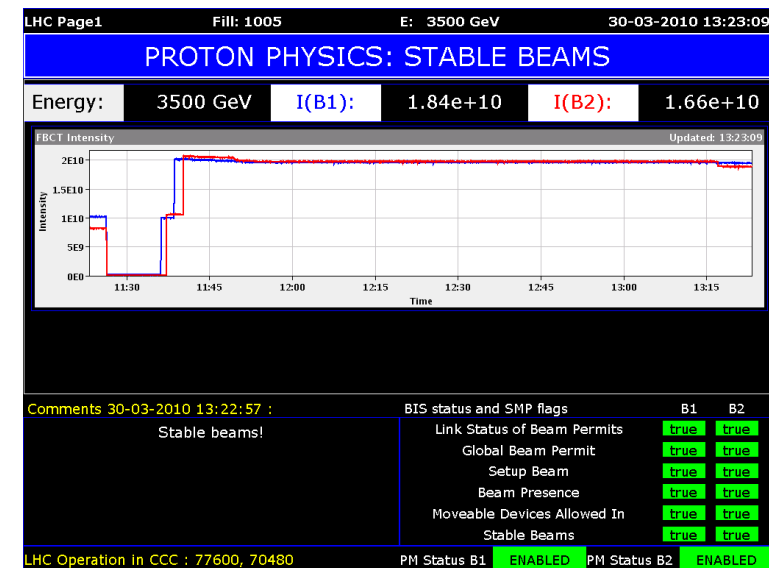 LHC Page1 Fill: 1005 E: 3500 GeV 30-03-2010 13:23:09
PROTON PHYSICS: STABLE BEAMS
Energy: 3500 GeV I(B1): 1.84e+10 I(B2): 1.66e+10
FBCT Intensity Updated: 13:23:09
2E10
1.5E10
1E10
5E9
0E0
Intensity
11:30 11:45 12:00 12:15 12:30 12:45 13:00 13:15
Time
Comments 30-03-2010 13:22:57 :
Stable beams!
BIS status and SMP flags B1 B2
Link Status of Beam Permits true true
Global Beam Permit true true
Setup Beam true true
Beam Presence true true
Moveable Devices Allowed In true true
Stable Beams true true
LHC Operation in CCC : 77600, 70480 PM Status B1 ENABLED PM Status B2 ENABLED